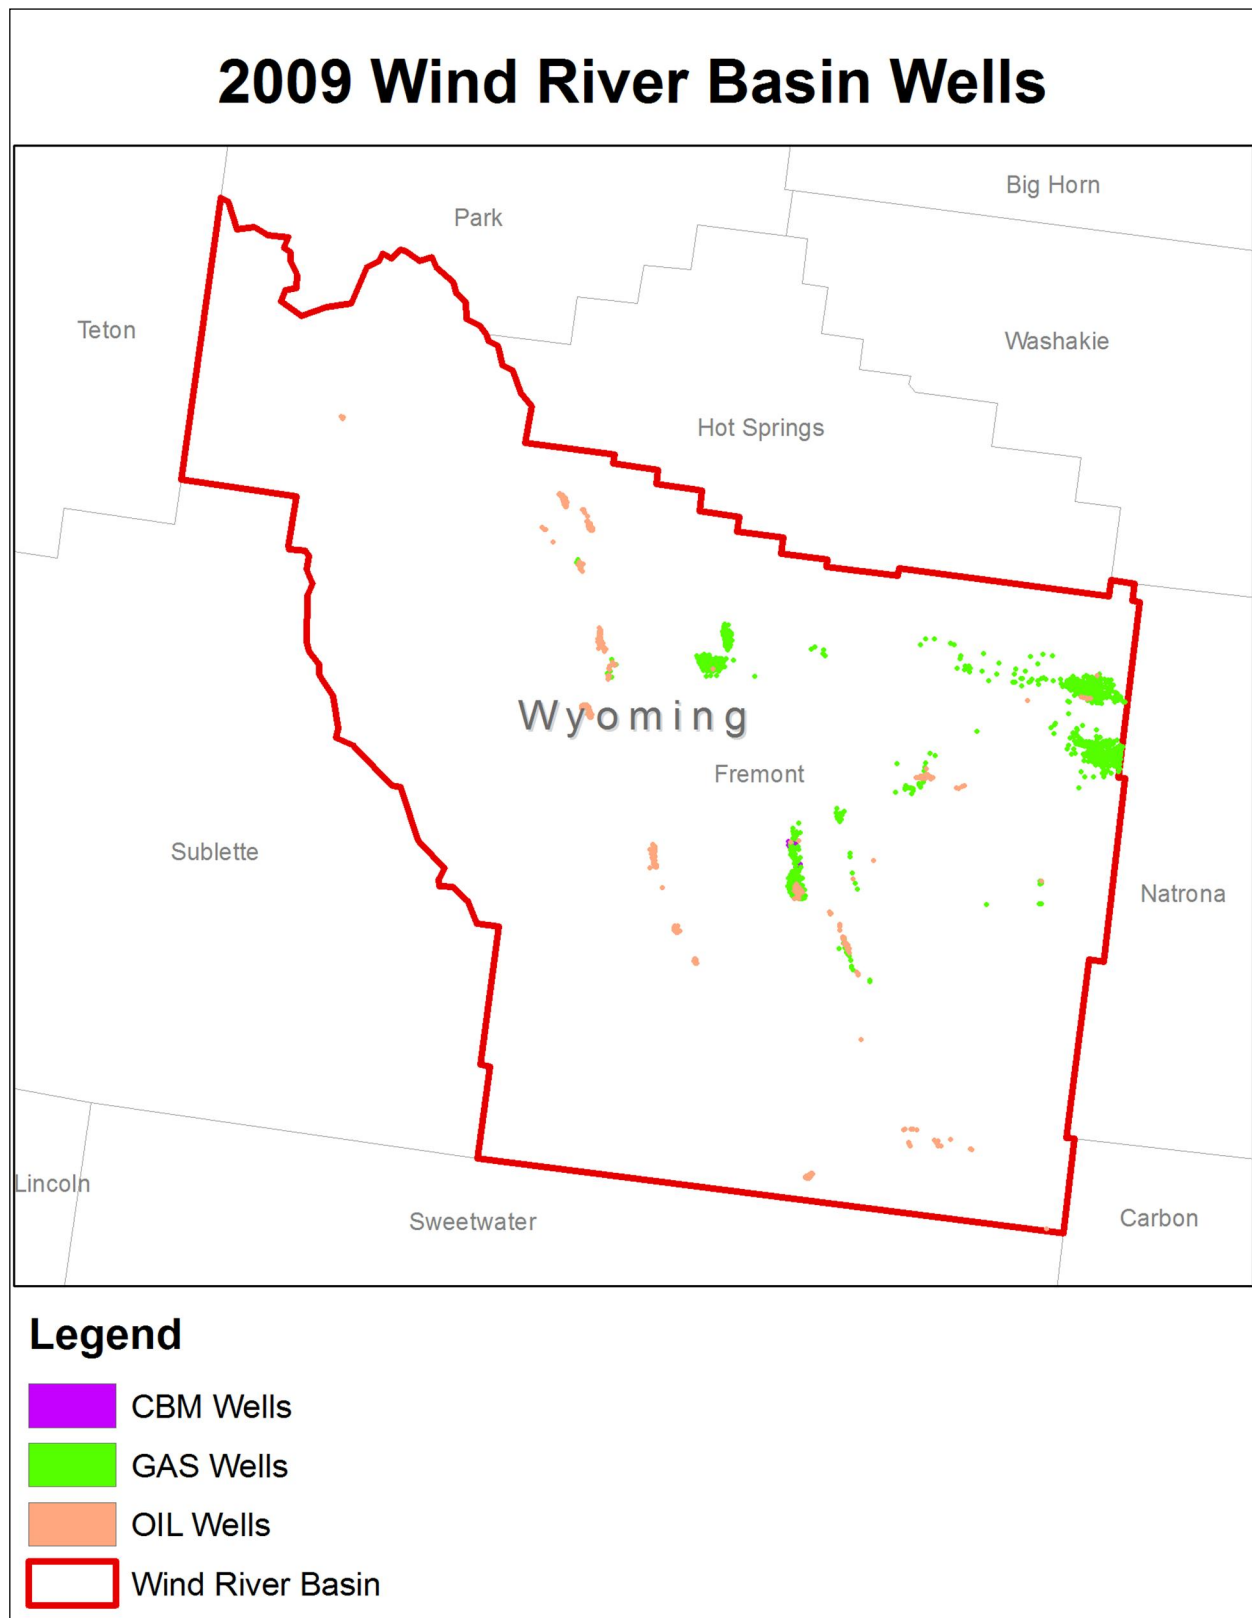 2009 Wind River Basin Wells
Big Horn
Park
Teton
Washakie
Hot Springs
Wyoming
Fremont
Sublette
Natrona
Lincoln
Sweetwater
Carbon
Legend
CBM Wells
GAS Wells
OIL Wells
Wind River Basin